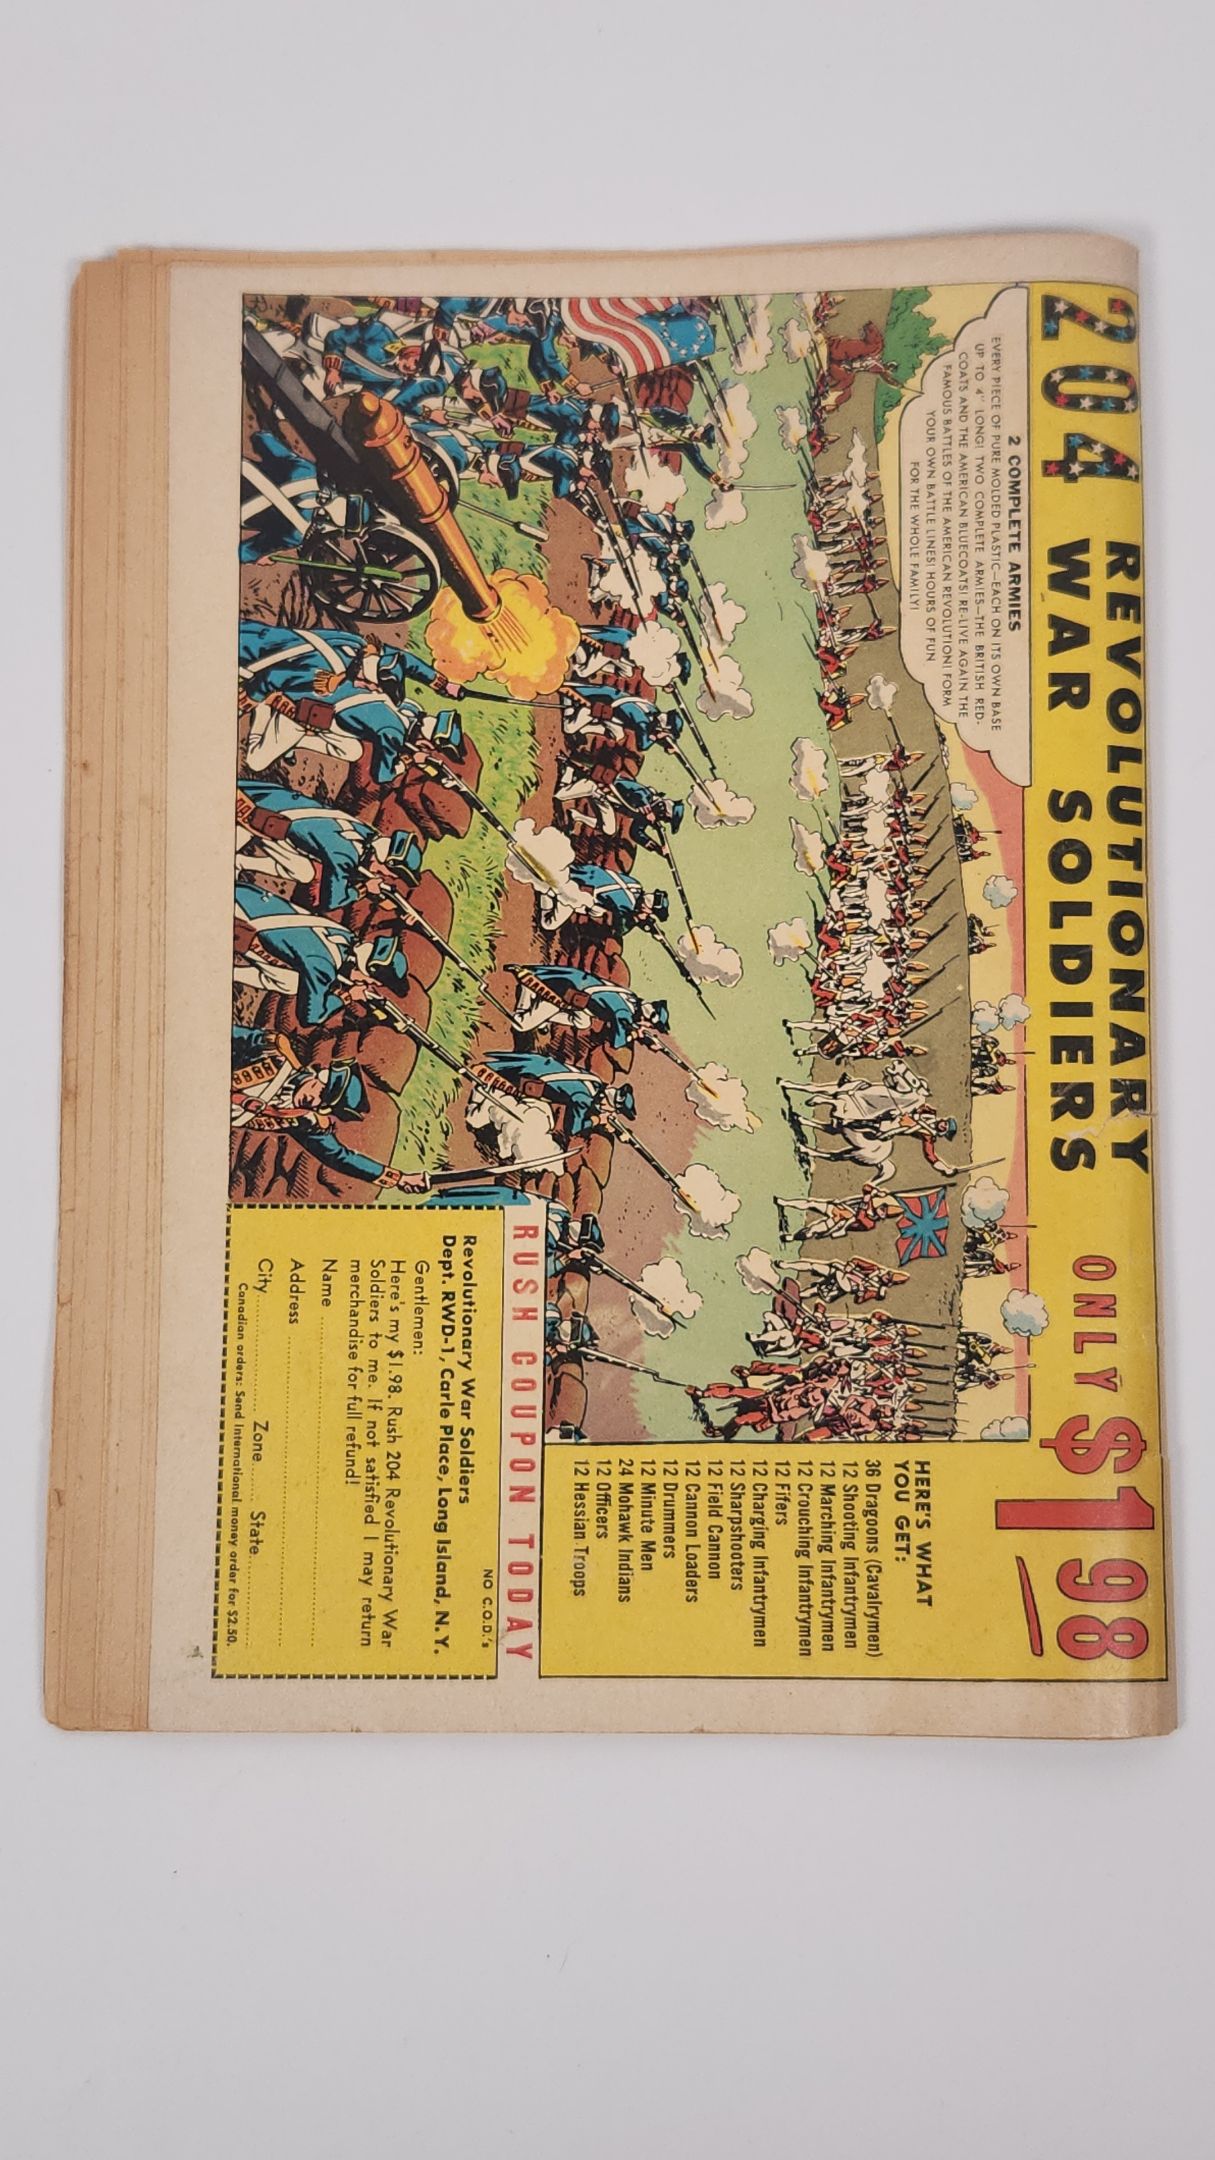 204 REVOLUTIONARY
WAR SOLDIERS
ONLY $1 98
2 COMPLETE ARMIES
EVERY PIECE OF PURE MOLDED PLASTIC—EACH ON ITS OWN BASE
UP TO 4" LONG! TWO COMPLETE ARMIES—THE BRITISH RED-
COATS AND THE AMERICAN BLUECOATS! RE-LIVE AGAIN THE
FAMOUS BATTLES OF THE AMERICAN REVOLUTION! FORM
YOUR OWN BATTLE LINES! HOURS OF FUN
FOR THE WHOLE FAMILY!
HERE'S WHAT
YOU GET:
36 Dragoons (Cavalrymen)
12 Shooting Infantrymen
12 Marching Infantrymen
12 Crouching Infantrymen
12 Fifers
12 Charging Infantrymen
12 Sharpshooters
12 Field Cannon
12 Cannon Loaders
12 Drummers
12 Minute Men
24 Mohawk Indians
12 Officers
12 Hessian Troops
RUSH COUPON TODAY
NO C.O.D.'s
Revolutionary War Soldiers
Dept. RWD-1, Carle Place, Long Island, N.Y.
Gentlemen:
Here's my $1.98. Rush 204 Revolutionary War
Soldiers to me. If not satisfied I may return
merchandise for full refund!
Name
Address
City Zone State
Canadian orders: Send international money order for $2.50.